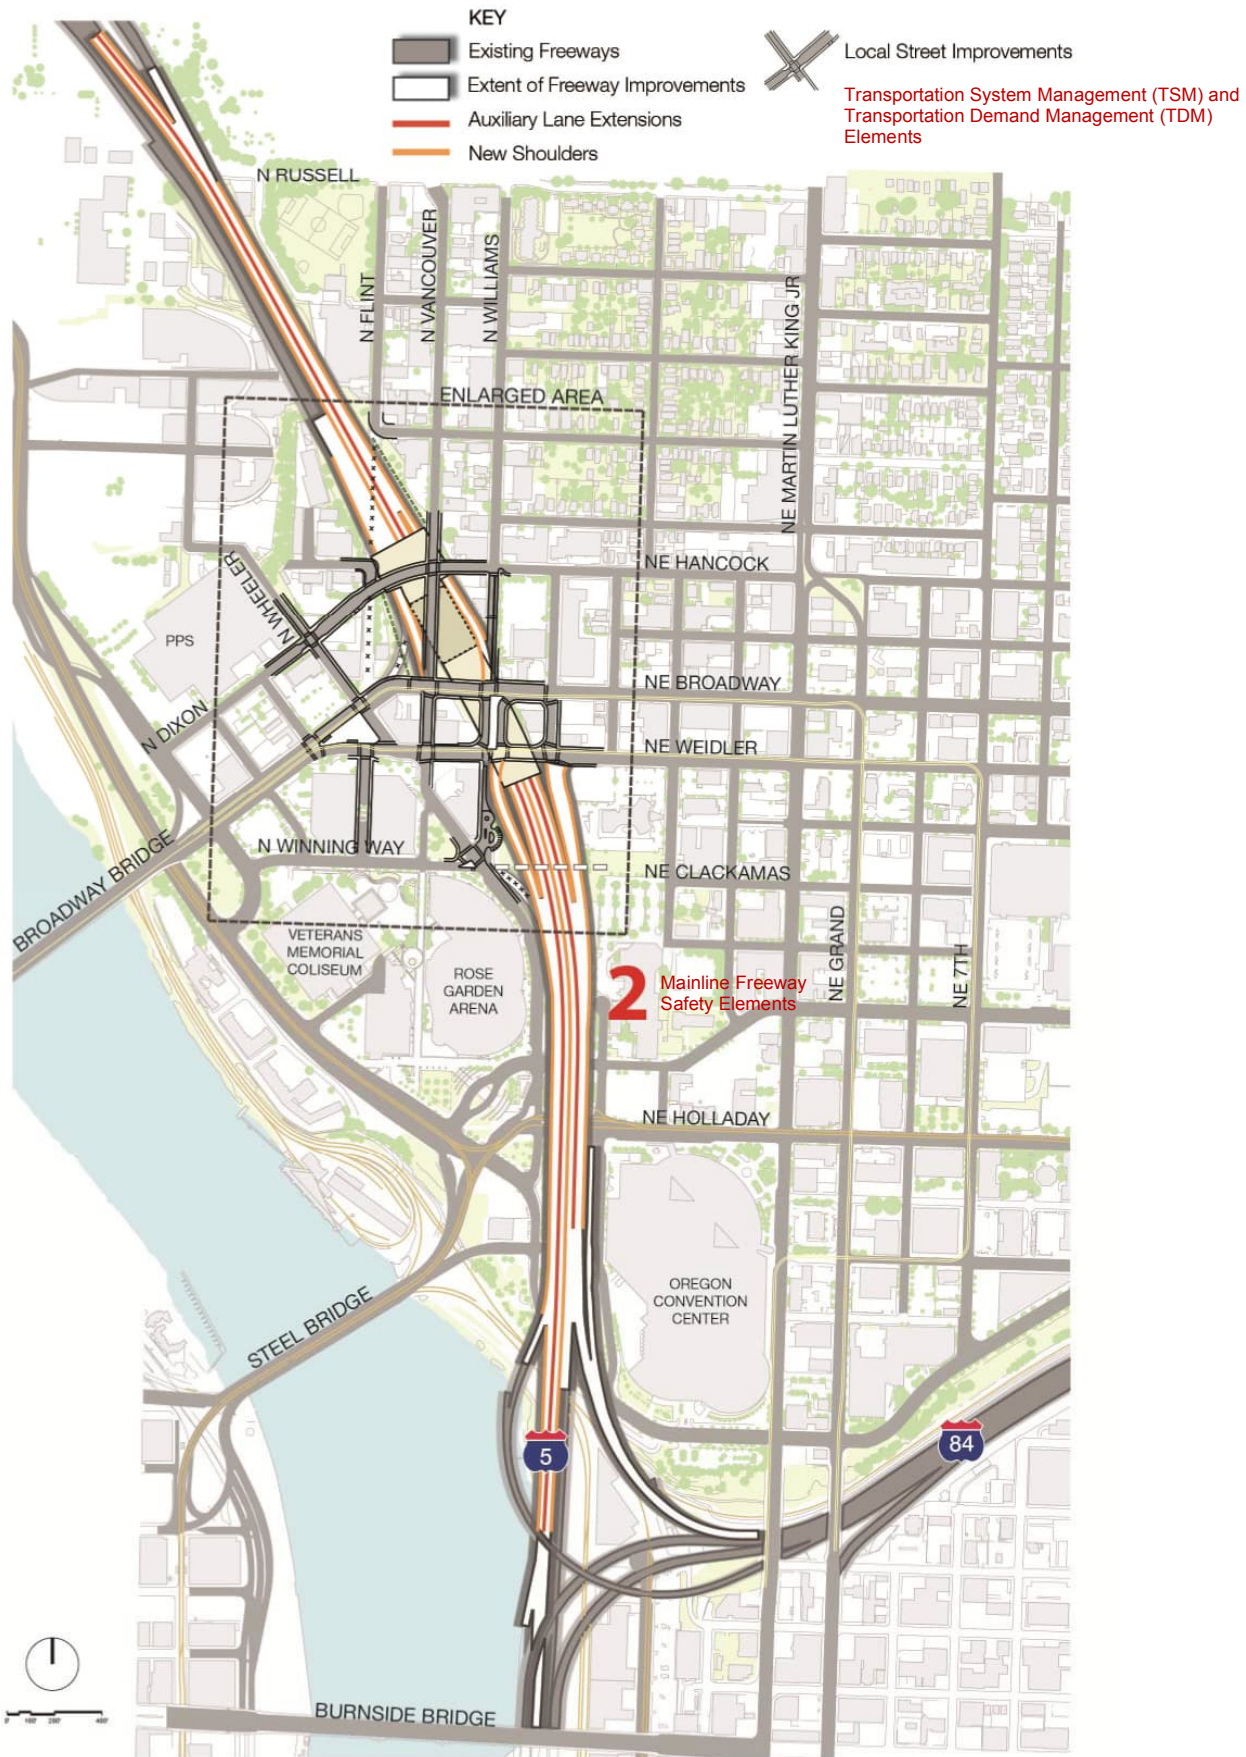 KEY
Existing Freeways
Extent of Freeway Improvements
Auxiliary Lane Extensions
New Shoulders
Local Street Improvements
Transportation System Management (TSM) and
Transportation Demand Management (TDM)
Elements
N RUSSELL
N FLINT
N VANCOUVER
N WILLIAMS
NE MARTIN LUTHER KING JR
ENLARGED AREA
NE HANCOCK
N WHEELER
PPS
NE BROADWAY
N DIXON
NE WEIDLER
N WINNING WAY
NE CLACKAMAS
BROADWAY BRIDGE
VETERANS
MEMORIAL
COLISEUM
ROSE
GARDEN
ARENA
2
Mainline Freeway
Safety Elements
NE GRAND
NE 7TH
NE HOLLADAY
OREGON
CONVENTION
CENTER
STEEL BRIDGE
5
84
BURNSIDE BRIDGE
0' 100' 200' 400'